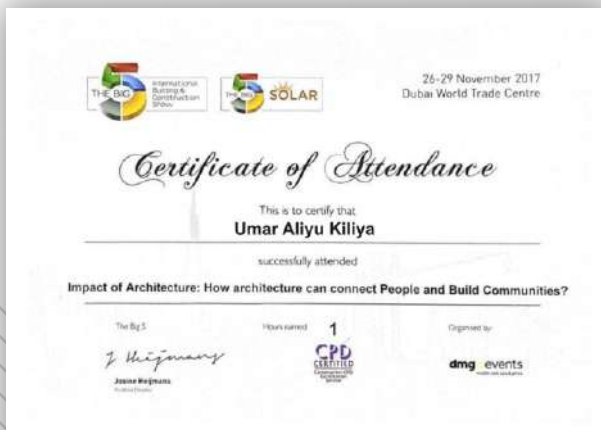 THE BIG
5
International
Building &
Construction
Show
THE BIG
SOLAR
26-29 November 2017
Dubai World Trade Centre
Certificate of Attendance
This is to certify that
Umar Aliyu Kiliya
successfully attended
Impact of Architecture: How architecture can connect People and Build Communities?
The Big 5
Hours earned 1
Organised by
J Heijmans
CPD
CERTIFIED
dmg events
Josine Heijmans